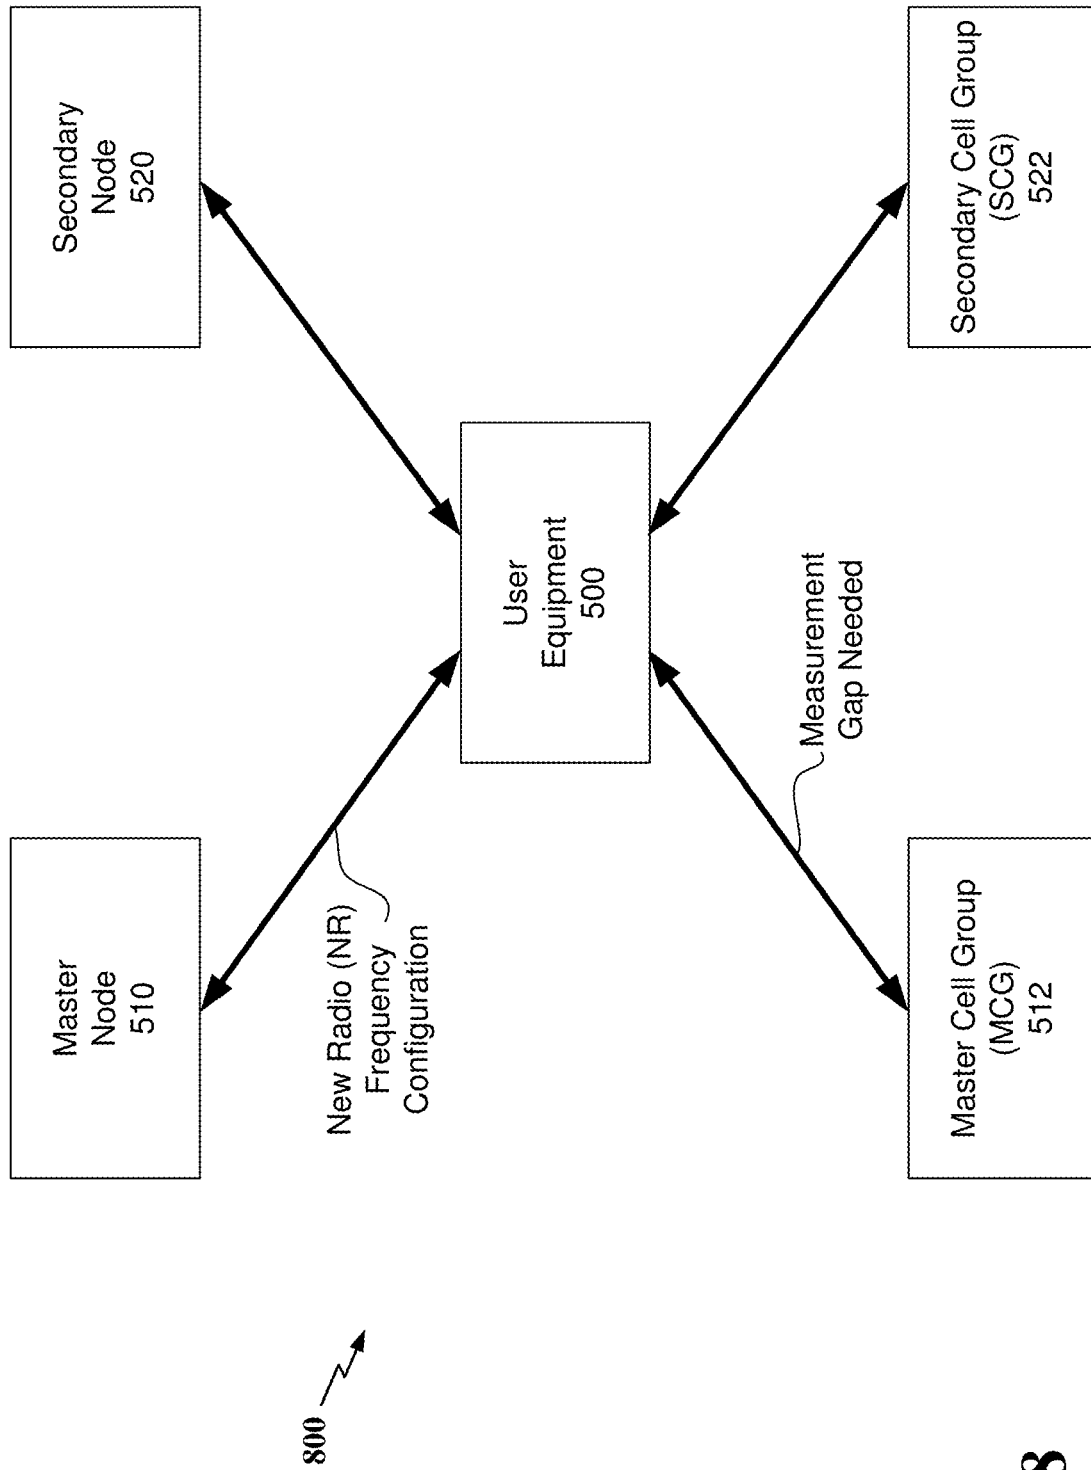 Master
Node
510
Secondary
Node
520
New Radio (NR)
Frequency
Configuration
User
Equipment
500
Measurement
Gap Needed
Master Cell Group
(MCG)
512
Secondary Cell Group
(SCG)
522
800
8